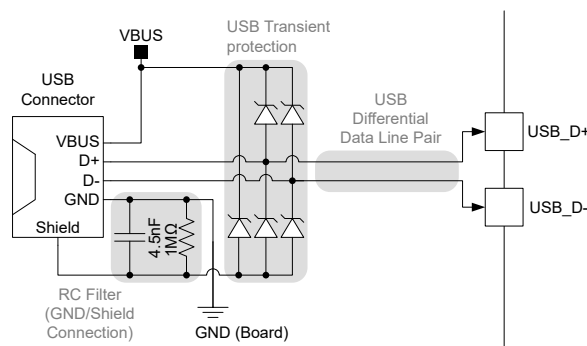 VBUS
USB Transient
protection
USB
Connector
VBUS
D+
D-
GND
Shield
4.5nF
1MΩ
RC Filter
(GND/Shield
Connection)
GND (Board)
USB
Differential
Data Line Pair
USB_D+
USB_D-